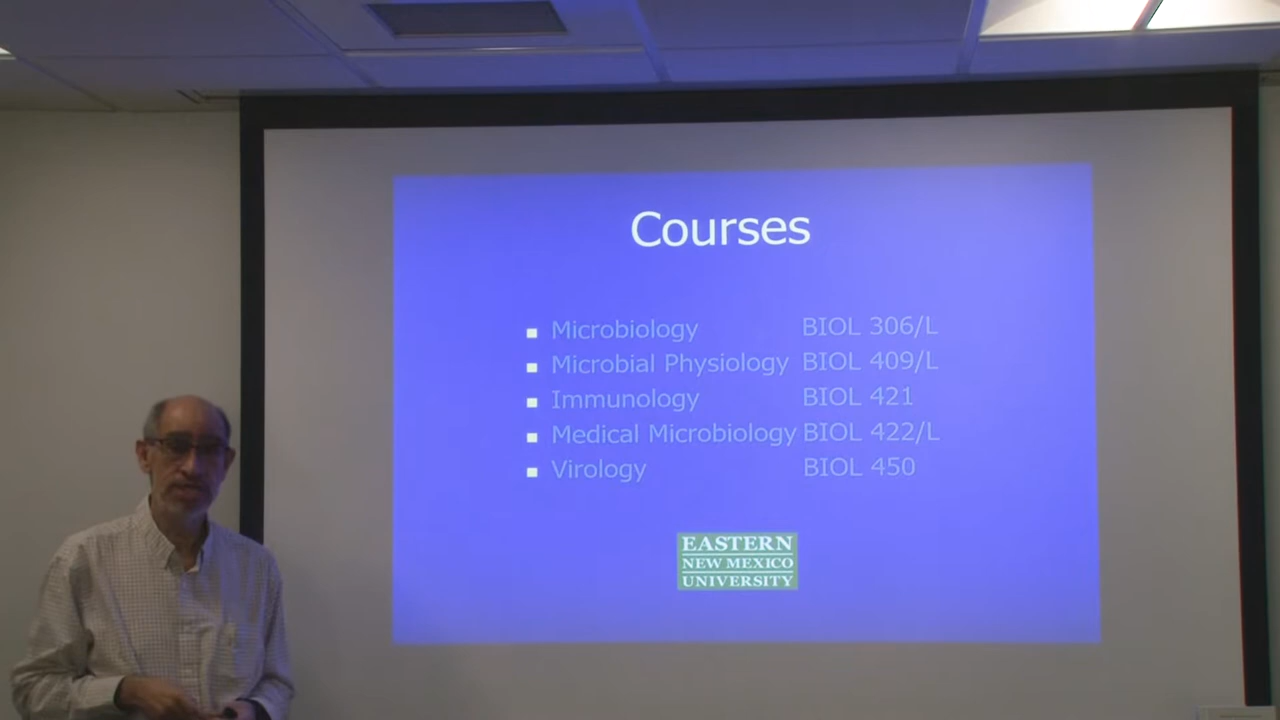 Courses
Microbiology BIOL 306/L
Microbial Physiology BIOL 409/L
Immunology BIOL 421
Medical Microbiology BIOL 422/L
Virology BIOL 450
EASTERN
NEW MEXICO
UNIVERSITY